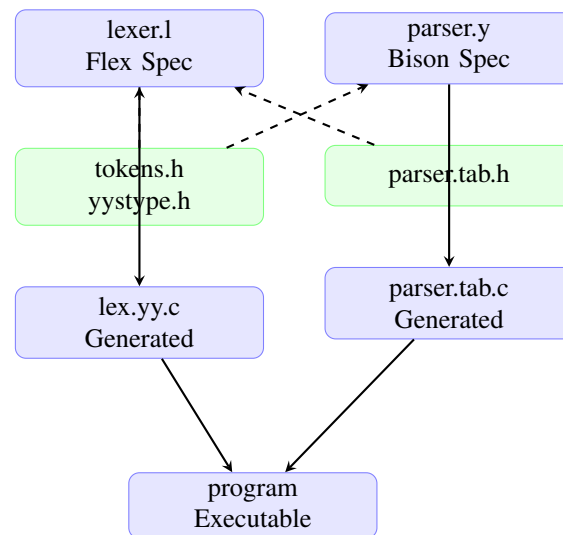 lexer.l
Flex Spec
parser.y
Bison Spec
tokens.h
yystype.h
parser.tab.h
lex.yy.c
Generated
parser.tab.c
Generated
program
Executable